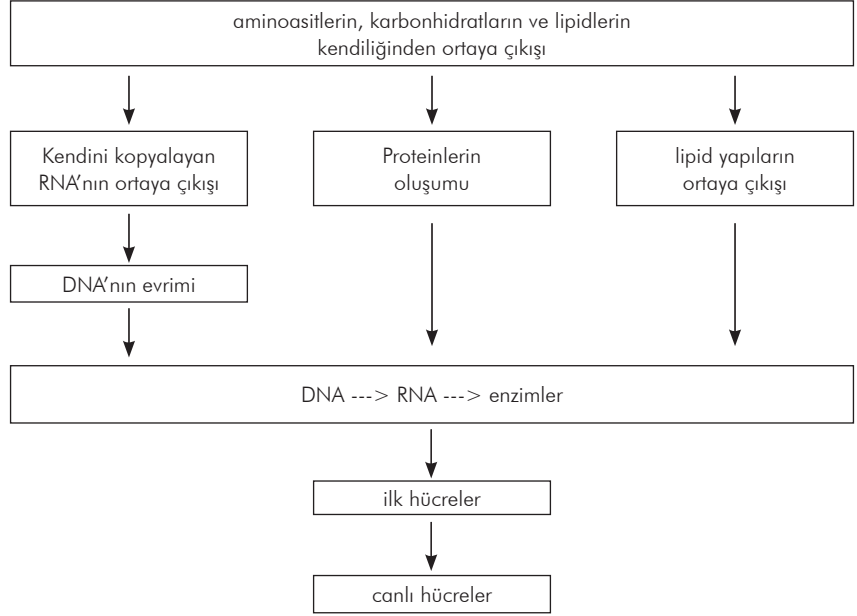 aminoasitlerin, karbonhidratların ve lipidlerin
kendiliğinden ortaya çıkışı
Kendini kopyalayan
RNA’nın ortaya çıkışı
Proteinlerin
oluşumu
lipid yapıların
ortaya çıkışı
DNA’nın evrimi
DNA ---> RNA ---> enzimler
ilk hücreler
canlı hücreler